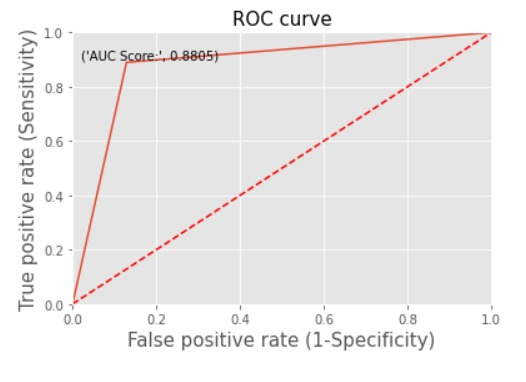 ROC curve
('AUC Score:', 0.8805)
1.0
0.8
0.6
0.4
0.2
0.0
True positive rate (Sensitivity)
0.0 0.2 0.4 0.6 0.8 1.0
False positive rate (1-Specificity)